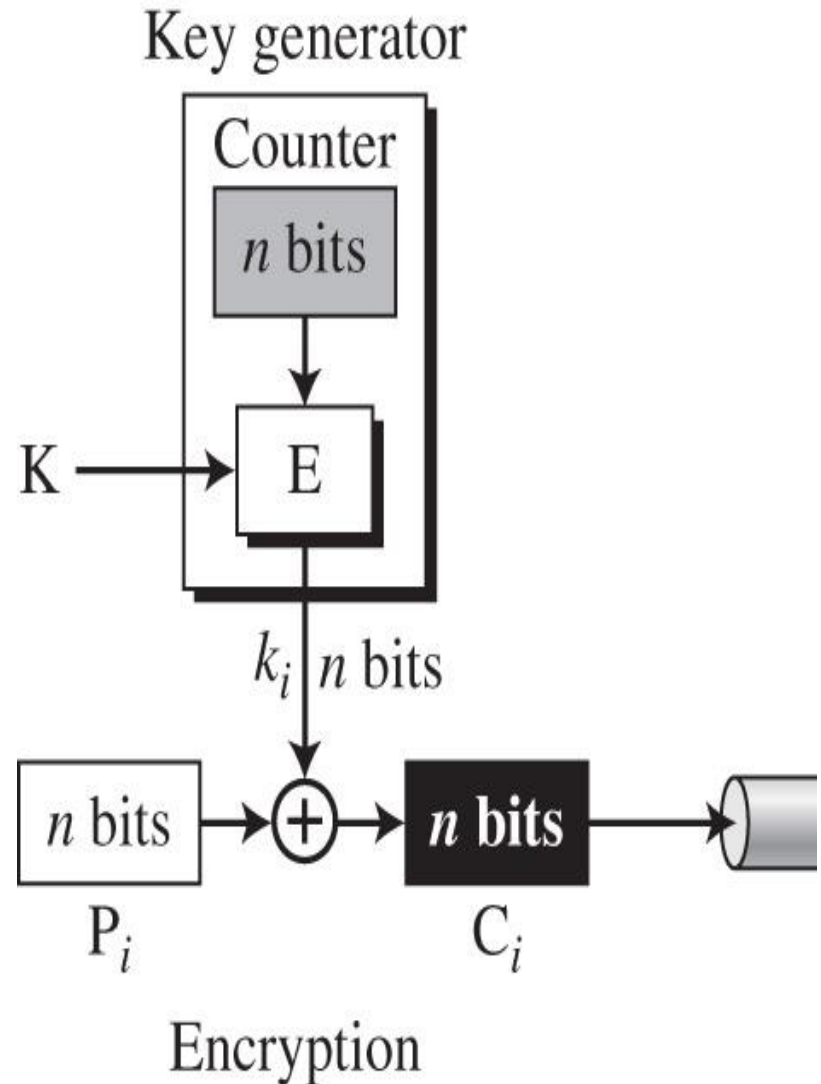 Key generator
Counter
n bits
K
E
k_i n bits
n bits
+
n bits
P_i
C_i
Encryption